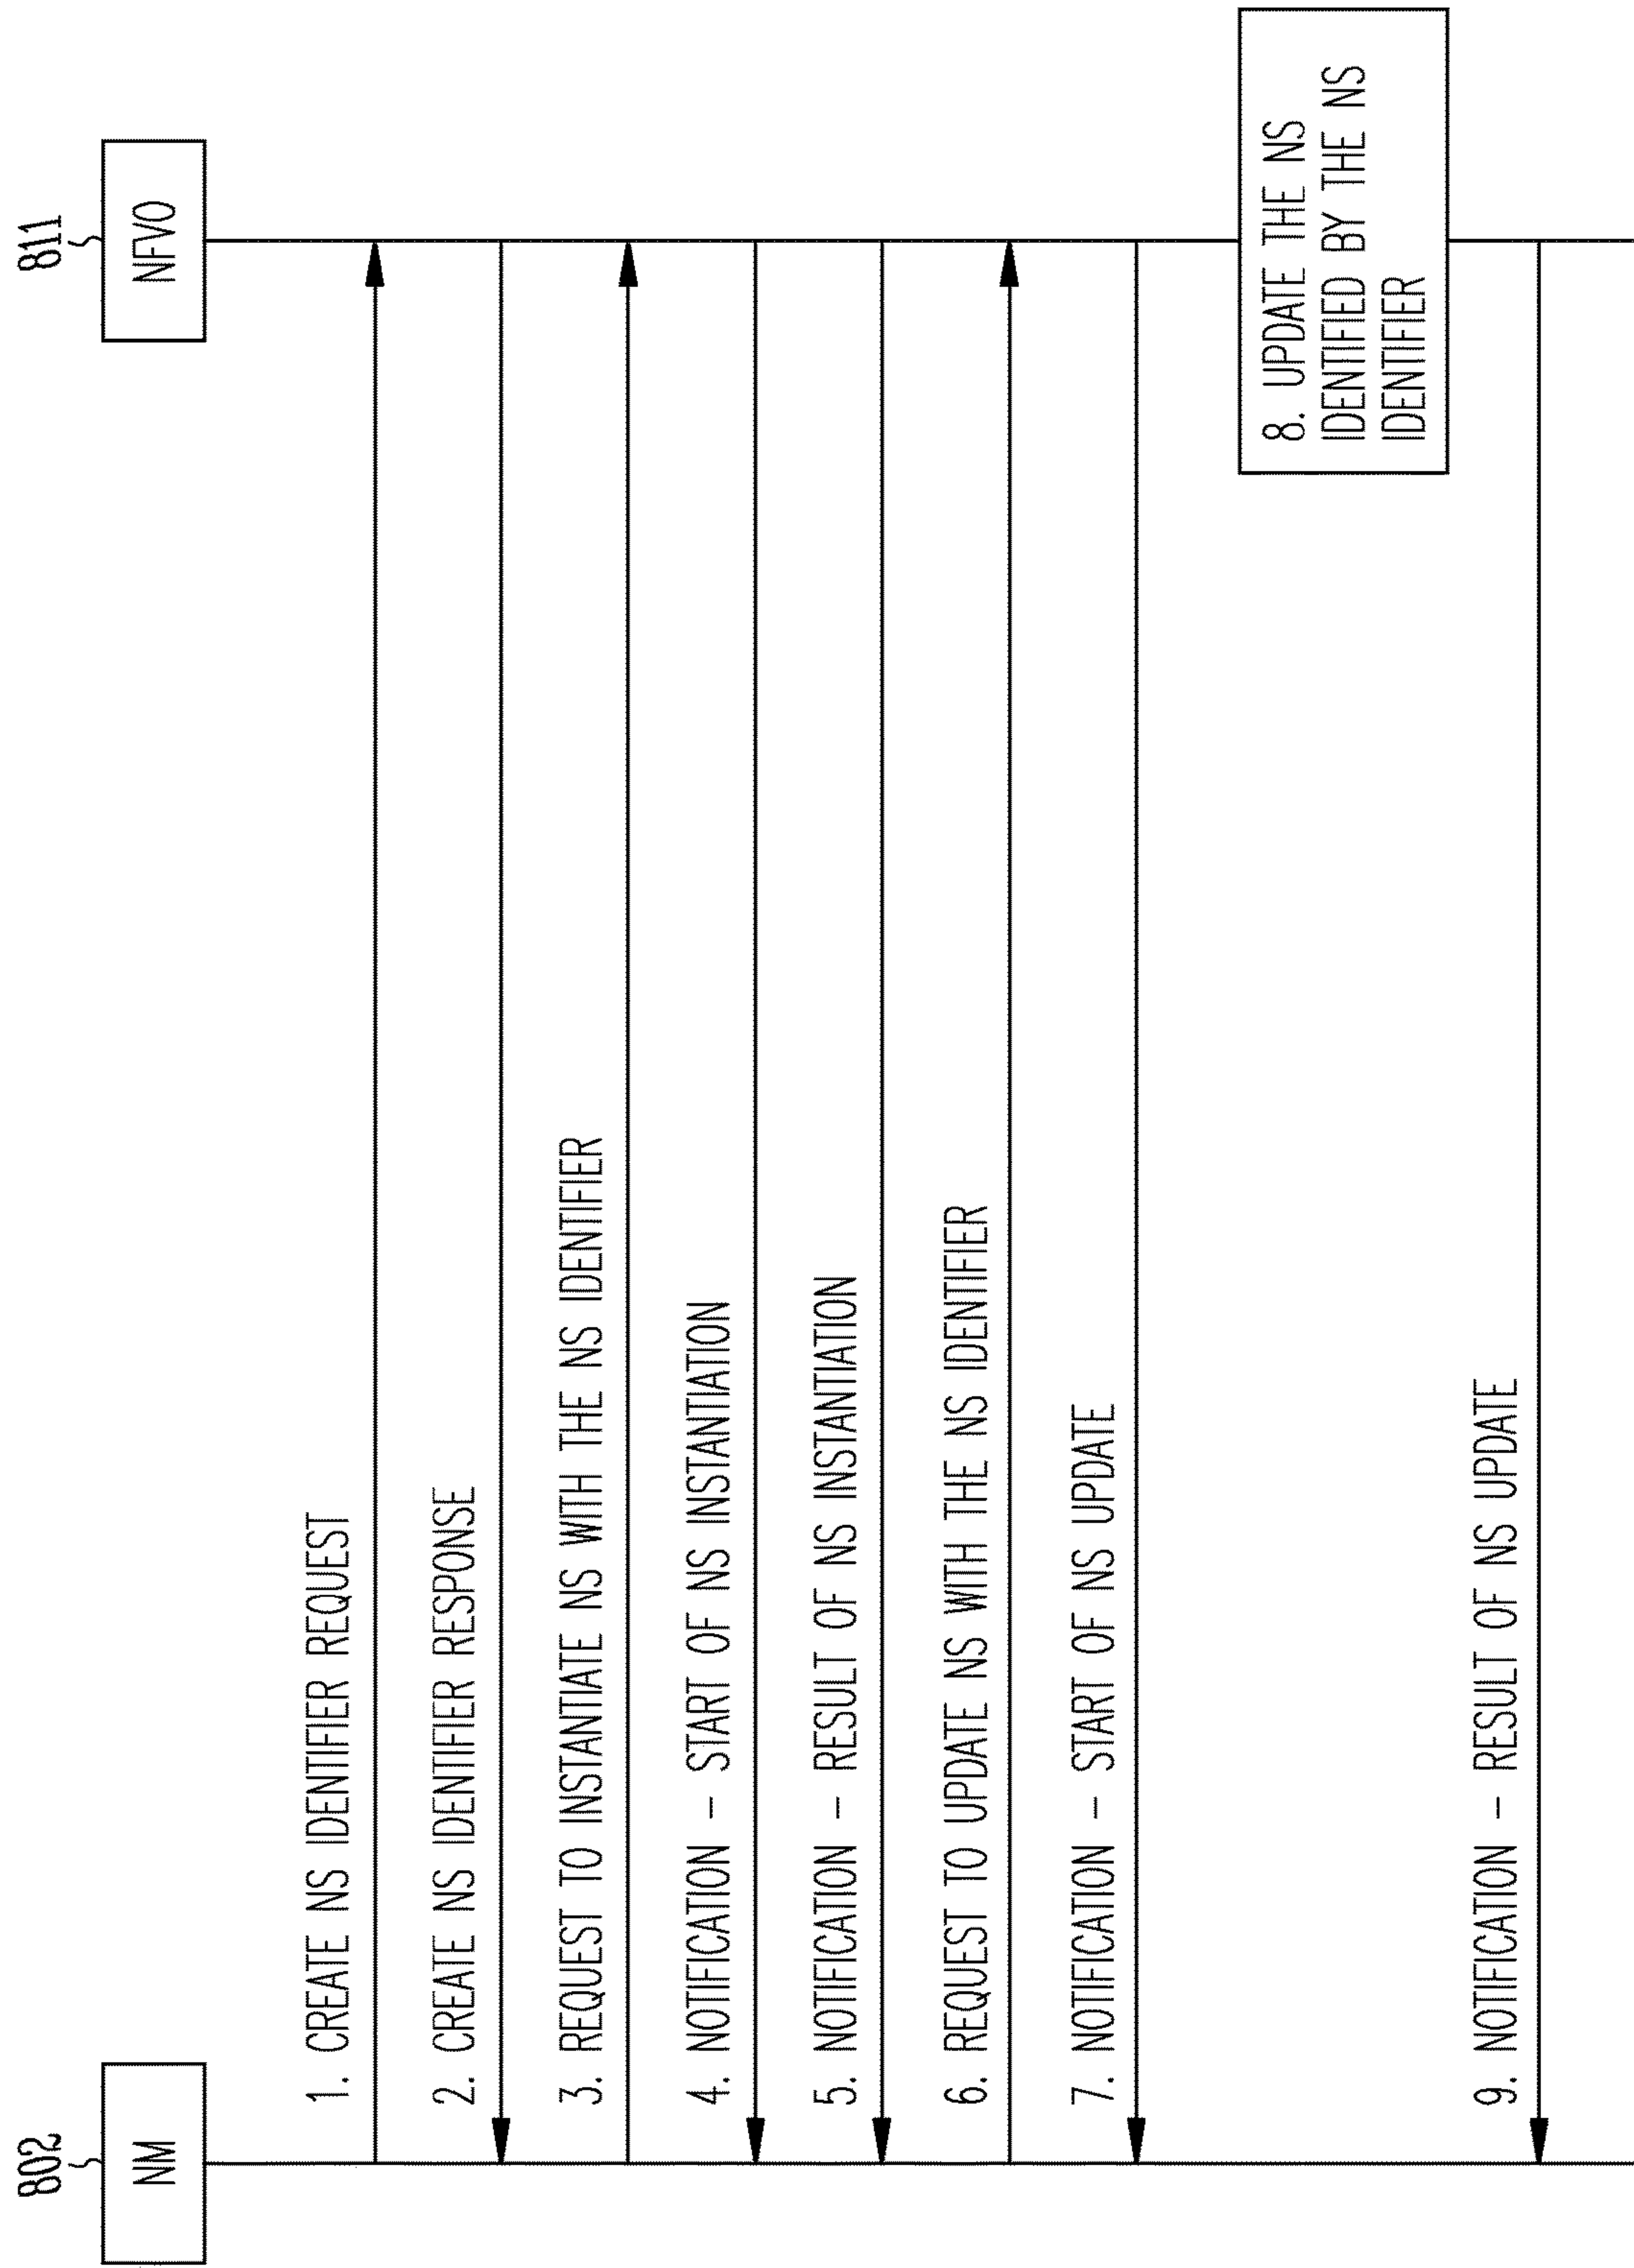 802
NM
811
NFVO
1. CREATE NS IDENTIFIER REQUEST
2. CREATE NS IDENTIFIER RESPONSE
3. REQUEST TO INSTANTIATE NS WITH THE NS IDENTIFIER
4. NOTIFICATION – START OF NS INSTANTIATION
5. NOTIFICATION – RESULT OF NS INSTANTIATION
6. REQUEST TO UPDATE NS WITH THE NS IDENTIFIER
7. NOTIFICATION – START OF NS UPDATE
8. UPDATE THE NS
IDENTIFIED BY THE NS
IDENTIFIER
9. NOTIFICATION – RESULT OF NS UPDATE